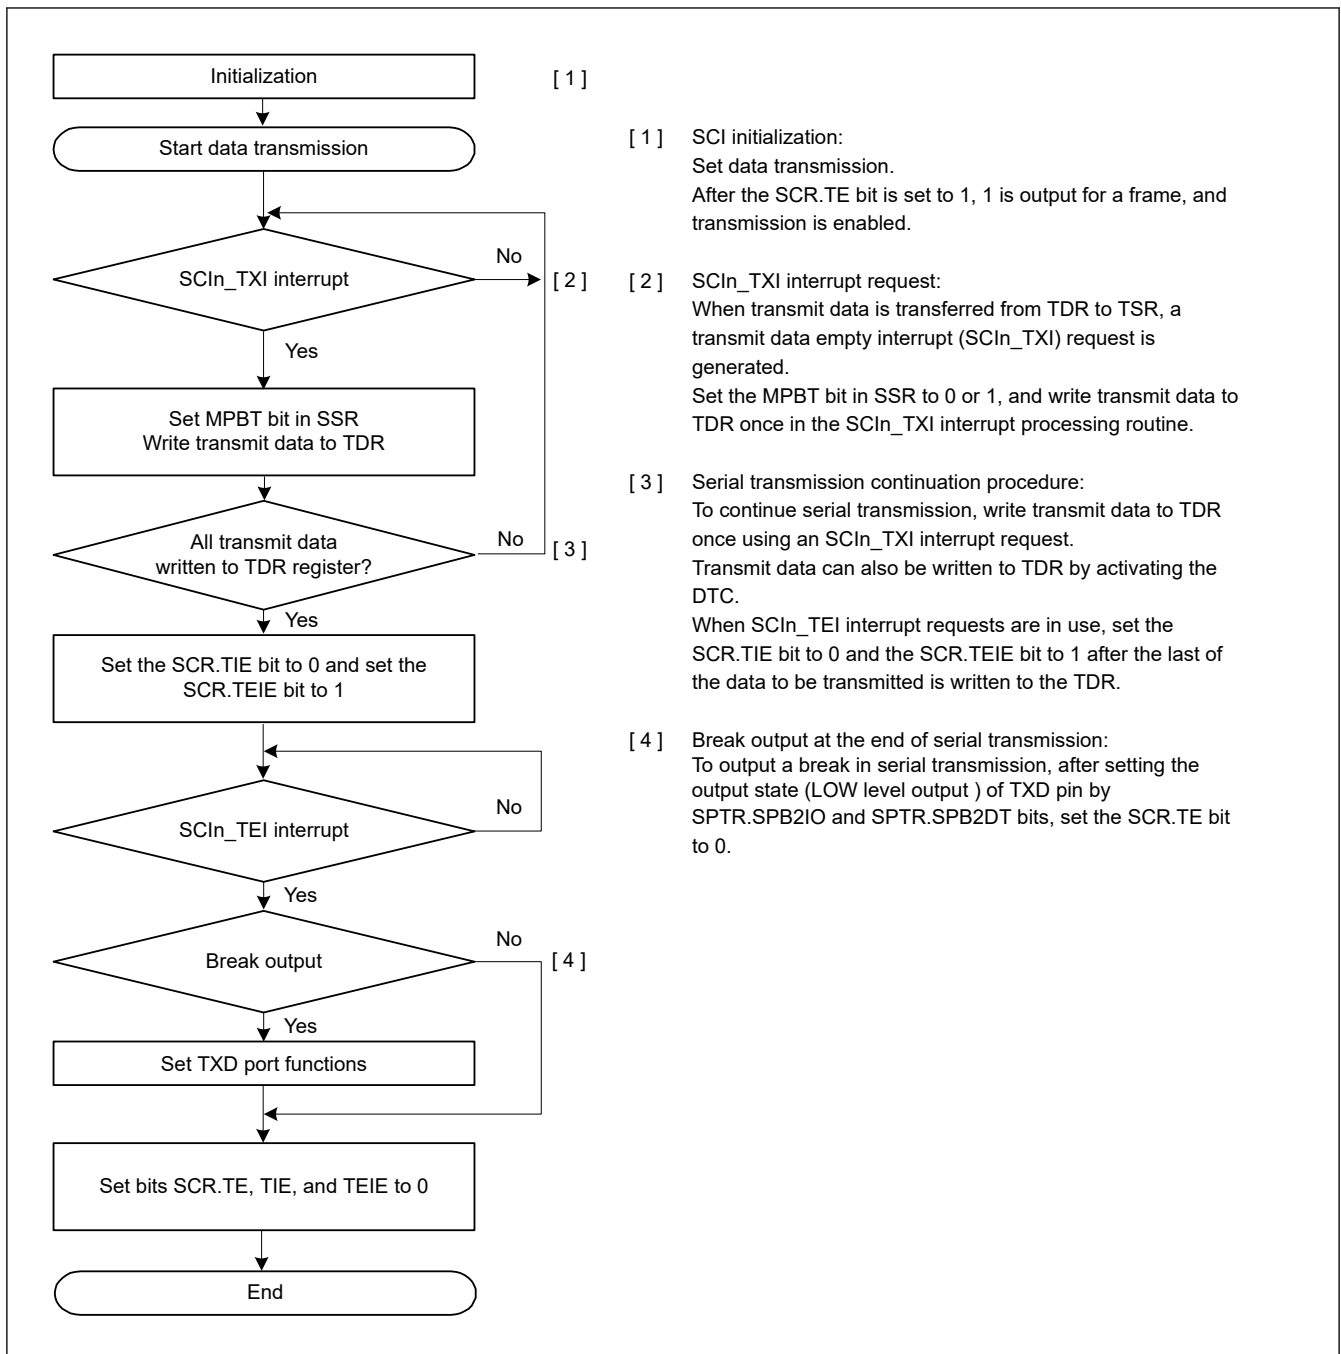 Initialization
[ 1 ]
Start data transmission
SCIn_TXI interrupt
No
[ 2 ]
Yes
Set MPBT bit in SSR
Write transmit data to TDR
All transmit data
written to TDR register?
No
[ 3 ]
Yes
Set the SCR.TIE bit to 0 and set the
SCR.TEIE bit to 1
SCIn_TEI interrupt
No
Yes
Break output
No
[ 4 ]
Yes
Set TXD port functions
Set bits SCR.TE, TIE, and TEIE to 0
End
[ 1 ] SCI initialization:
Set data transmission.
After the SCR.TE bit is set to 1, 1 is output for a frame, and
transmission is enabled.
[ 2 ] SCIn_TXI interrupt request:
When transmit data is transferred from TDR to TSR, a
transmit data empty interrupt (SCIn_TXI) request is
generated.
Set the MPBT bit in SSR to 0 or 1, and write transmit data to
TDR once in the SCIn_TXI interrupt processing routine.
[ 3 ] Serial transmission continuation procedure:
To continue serial transmission, write transmit data to TDR
once using an SCIn_TXI interrupt request.
Transmit data can also be written to TDR by activating the
DTC.
When SCIn_TEI interrupt requests are in use, set the
SCR.TIE bit to 0 and the SCR.TEIE bit to 1 after the last of
the data to be transmitted is written to the TDR.
[ 4 ] Break output at the end of serial transmission:
To output a break in serial transmission, after setting the
output state (LOW level output ) of TXD pin by
SPTR.SPB2IO and SPTR.SPB2DT bits, set the SCR.TE bit
to 0.